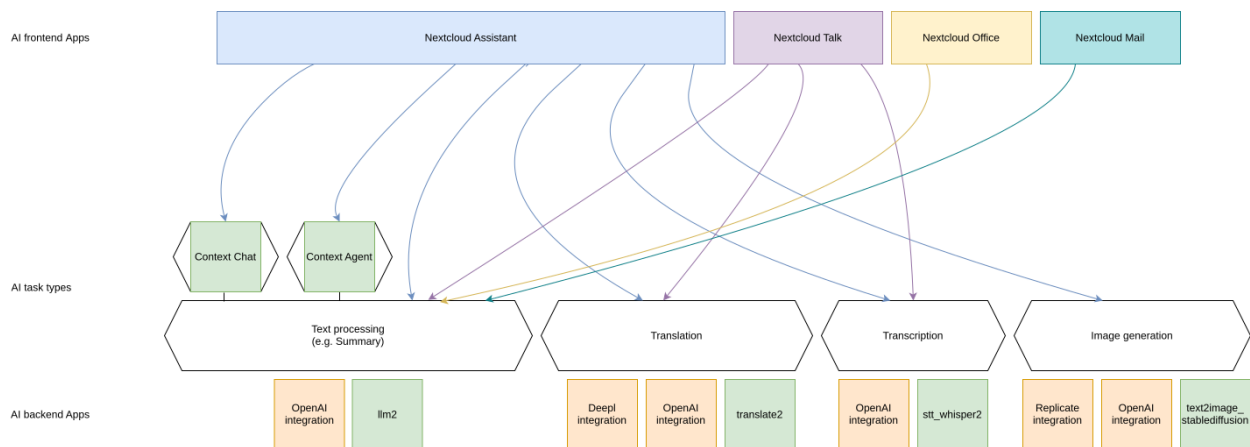 AI frontend Apps
Nextcloud Assistant
Nextcloud Talk
Nextcloud Office
Nextcloud Mail
Context Chat
Context Agent
AI task types
Text processing
(e.g. Summary)
Translation
Transcription
Image generation
AI backend Apps
OpenAI
integration
llm2
Deepl
integration
OpenAI
integration
translate2
OpenAI
integration
stt_whisper2
Replicate
integration
OpenAI
integration
text2image_
stablediffusion